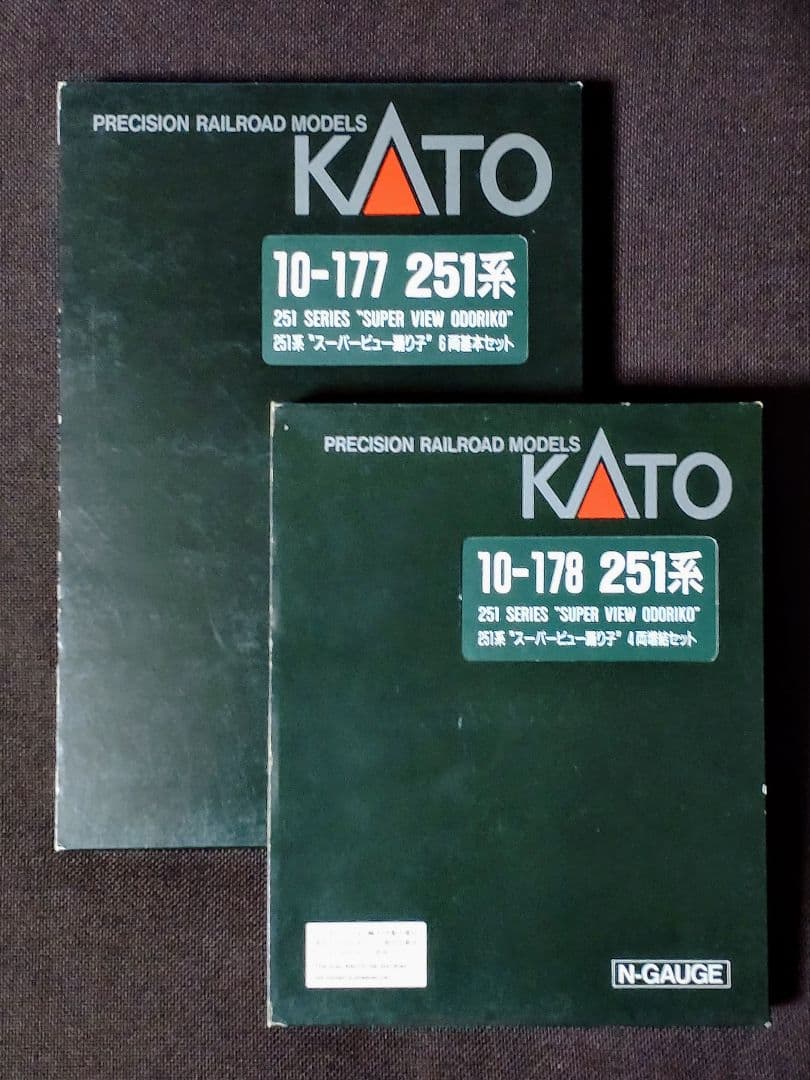 PRECISION RAILROAD MODELS
KATO
10-177 251系
251 SERIES "SUPER VIEW ODORIKO"
251系 "スーパービュー踊り子" 6両基本セット
PRECISION RAILROAD MODELS
KATO
10-178 251系
251 SERIES "SUPER VIEW ODORIKO"
251系 "スーパービュー踊り子" 4両増結セット
N-GAUGE